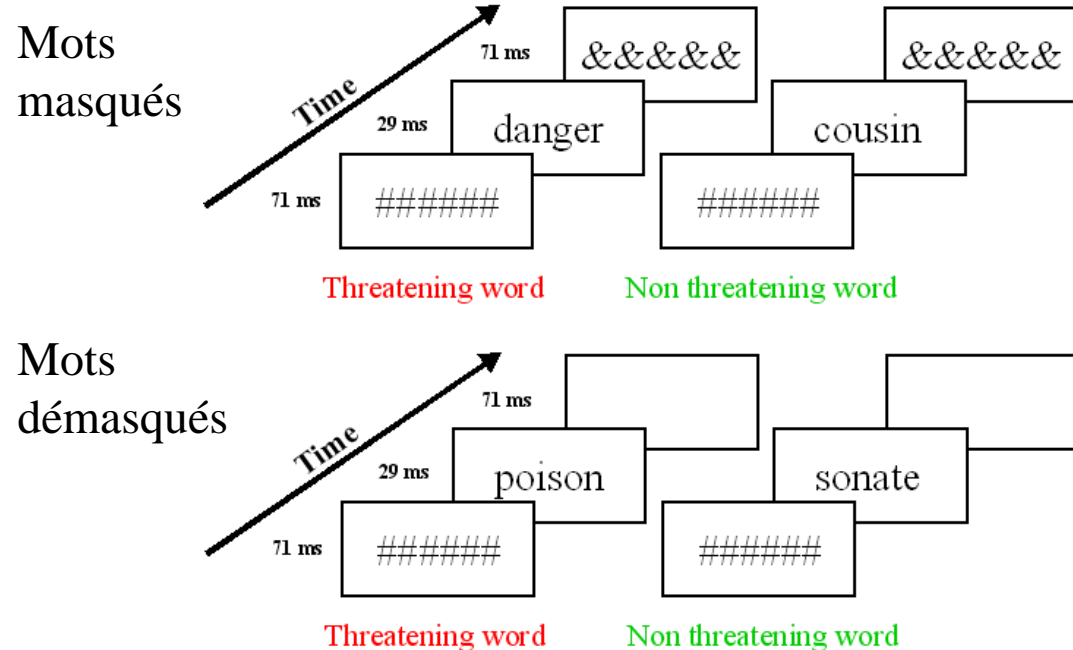 Mots
masqués
Time
71 ms
&&&&&
&&&&&
29 ms
danger
cousin
71 ms
######
######
Threatening word
Non threatening word
Mots
démasqués
Time
71 ms
29 ms
poison
sonate
71 ms
######
######
Threatening word
Non threatening word